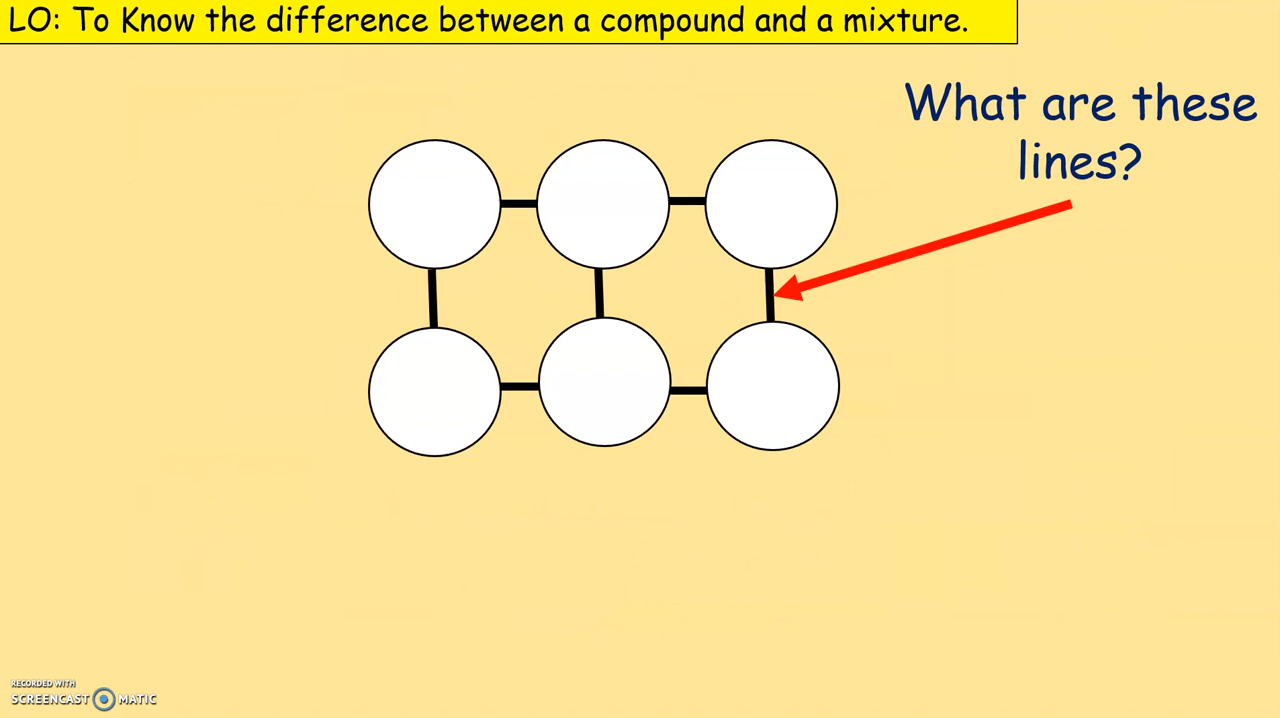 LO: To Know the difference between a compound and a mixture.
What are these
lines?
RECORDED WITH
SCREENCAST MATIC